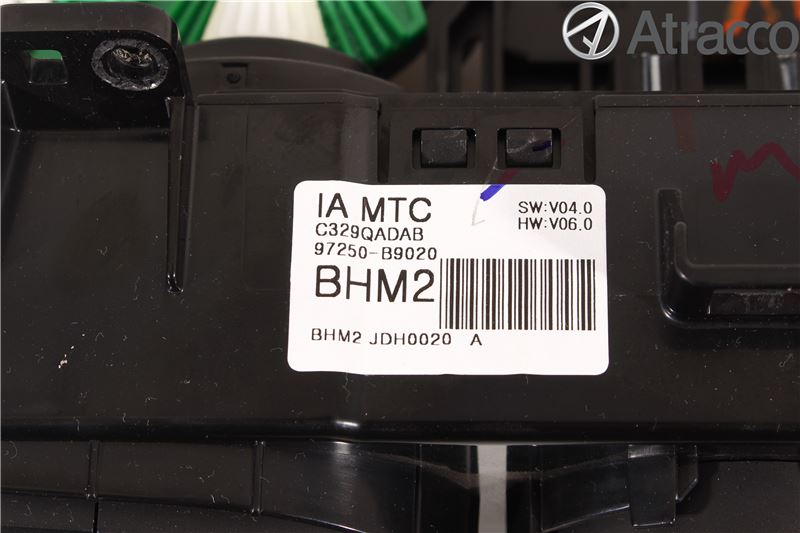 Atracco
IA MTC
C329QADAB
97250-B9020
SW:V04.0
HW:V06.0
BHM2
BHM2 JDH0020 A